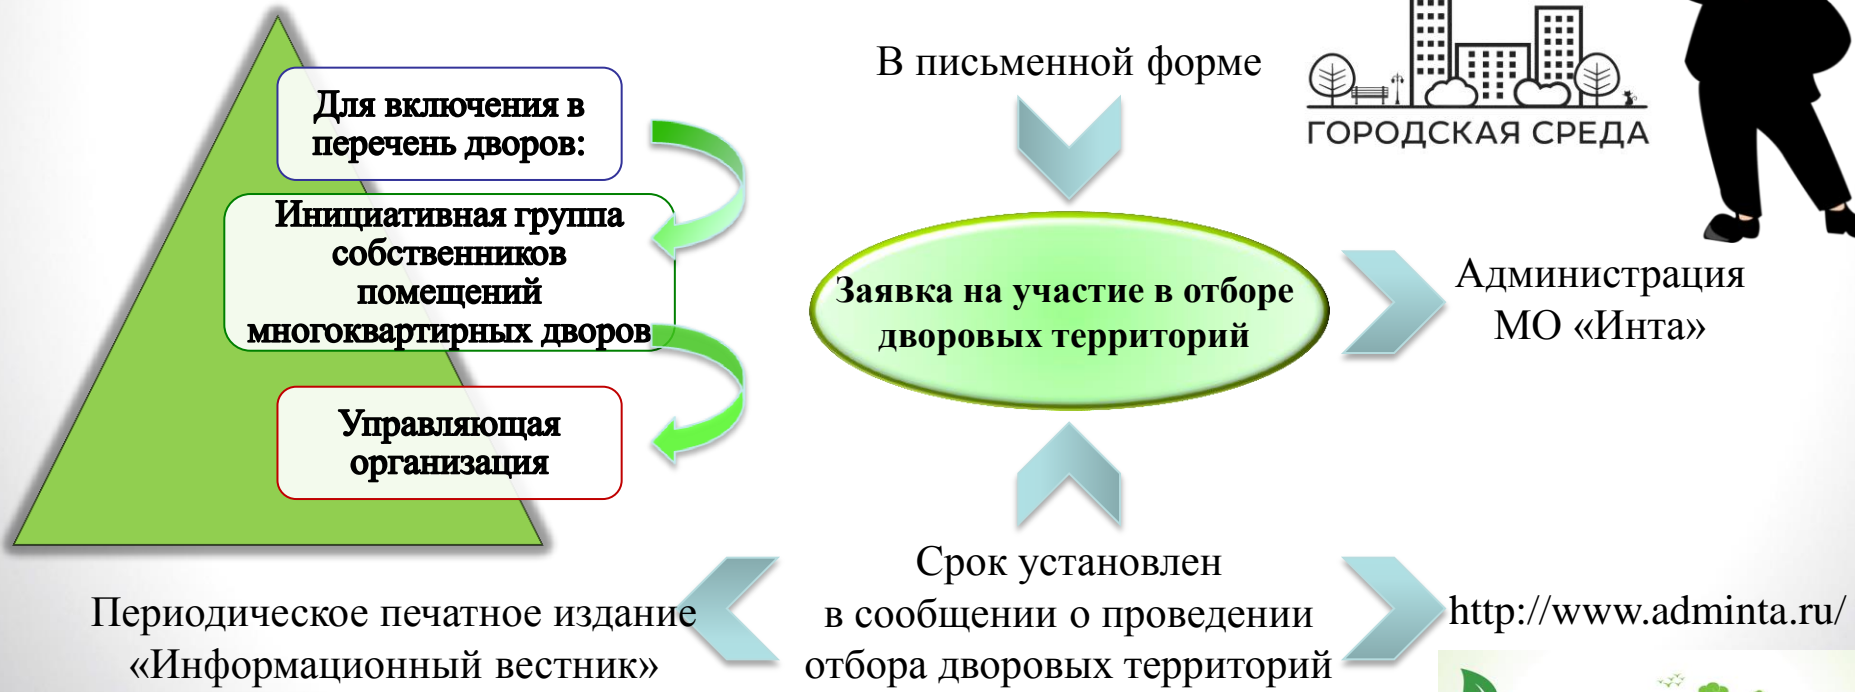 Для включения в
перечень дворов:
Инициативная группа
собственников
помещений
многоквартирных дворов
Управляющая
организация
В письменной форме
ГОРОДСКАЯ СРЕДА
Заявка на участие в отборе
дворовых территорий
Администрация
МО «Инта»
Срок установлен
в сообщении о проведении
отбора дворовых территорий
Периодическое печатное издание
«Информационный вестник»
http://www.adminta.ru/